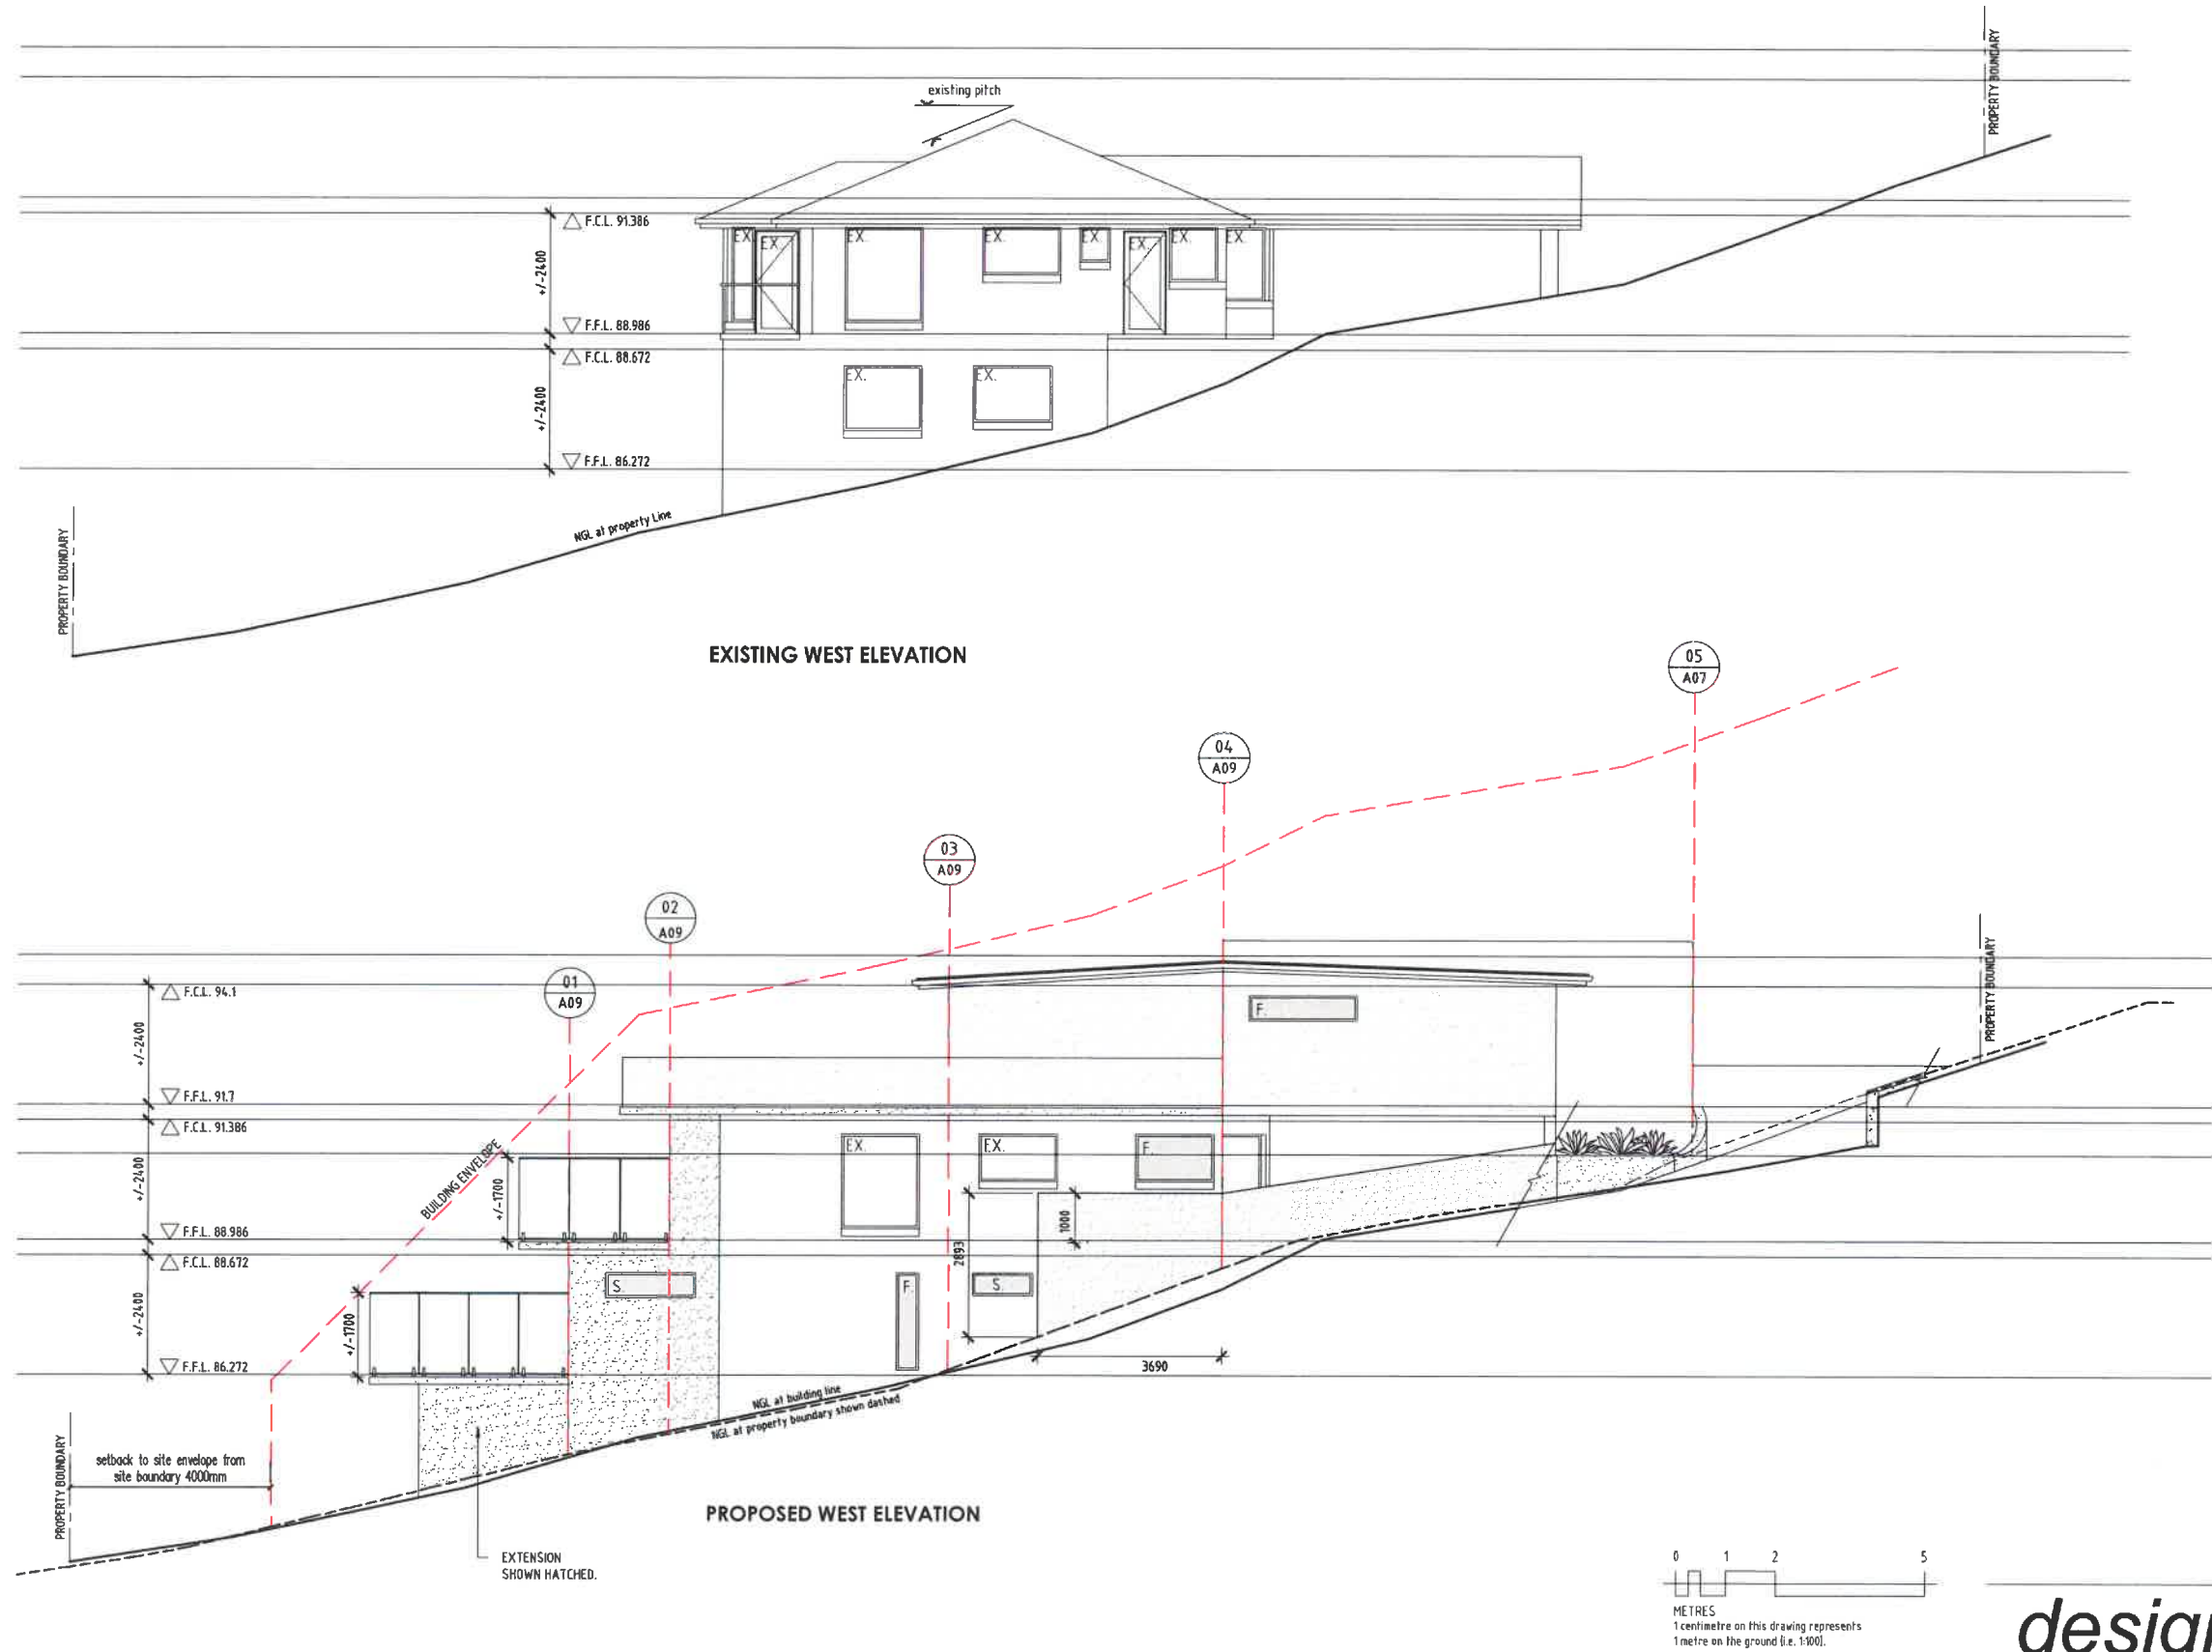 PROPERTY BOUNDARY
existing pitch
F.C.L. 91.386
EX.
EX.
EX.
EX.
EX.
EX.
EX.
EX.
+/-2400
F.F.L. 88.986
F.C.L. 88.672
EX.
EX.
+/-2400
F.F.L. 86.272
NGL at property Line
PROPERTY BOUNDARY
EXISTING WEST ELEVATION
05
A07
04
A09
03
A09
02
A09
01
A09
PROPERTY BOUNDARY
F.C.L. 94.1
F.
+/-2400
F.F.L. 91.7
F.C.L. 91.386
EX.
EX.
F.
BUILDING ENVELOPE
+/-1700
+/-2400
1000
F.F.L. 88.986
2893
F.C.L. 88.672
S.
F.
S.
+/-1700
+/-2400
F.F.L. 86.272
3690
NGL at building line
NGL at property boundary shown dashed
PROPERTY BOUNDARY
setback to site envelope from
site boundary 4000mm
PROPOSED WEST ELEVATION
EXTENSION
SHOWN HATCHED.
0 1 2 5
METRES
1 centimetre on this drawing represents
1 metre on the ground (i.e. 1:100).
desig